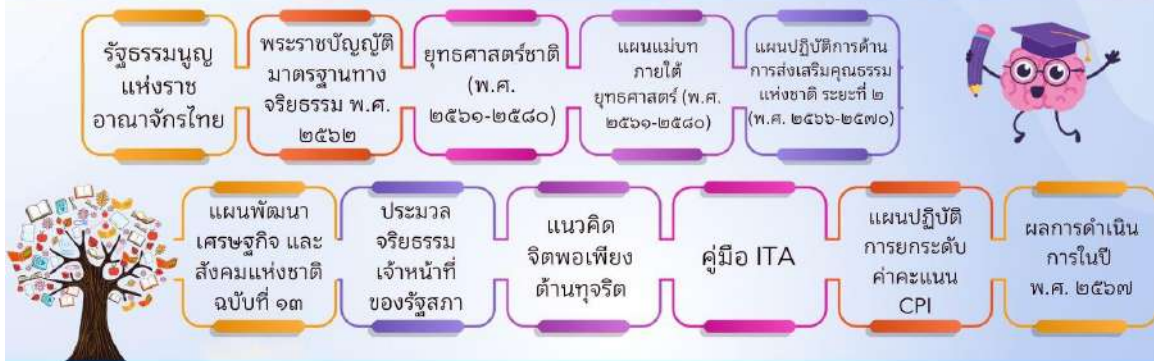 รัฐธรรมนูญ
แห่งราช
อาณาจักรไทย
พระราชบัญญัติ
มาตรฐานทาง
จริยธรรม พ.ศ.
๒๕๖๒
ยุทธศาสตร์ชาติ
(พ.ศ.
๒๕๖๑-๒๕๘๐)
แผนแม่บท
ภายใต้
ยุทธศาสตร์ (พ.ศ.
๒๕๖๑-๒๕๘๐)
แผนปฏิบัติการด้าน
การส่งเสริมคุณธรรม
แห่งชาติ ระยะที่ ๒
(พ.ศ. ๒๕๖๖-๒๕๗๐)
แผนพัฒนา
เศรษฐกิจ และ
สังคมแห่งชาติ
ฉบับที่ ๑๓
ประมวล
จริยธรรม
เจ้าหน้าที่
ของรัฐสภา
แนวคิด
จิตพอเพียง
ต้านทุจริต
คู่มือ ITA
แผนปฏิบัติ
การยกระดับ
ค่าคะแนน
CPI
ผลการดำเนิน
การในปี
พ.ศ. ๒๕๖๗